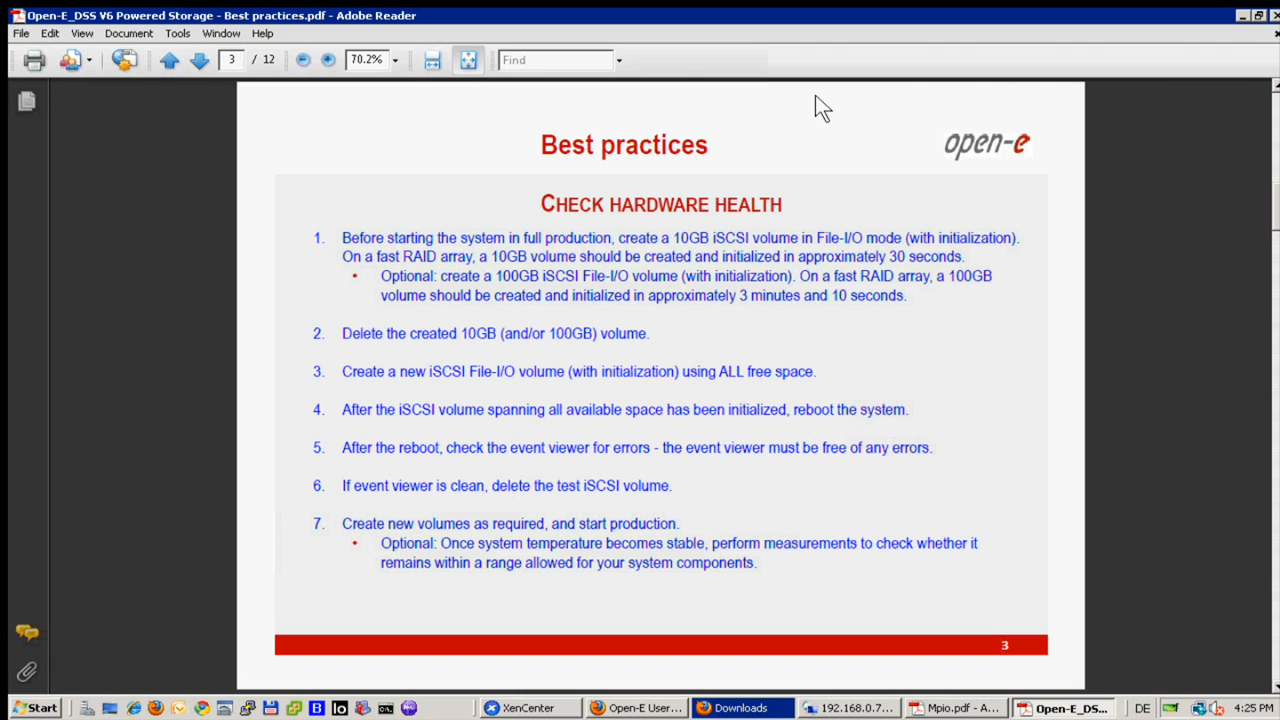 Open-E_DSS V6 Powered Storage - Best practices.pdf - Adobe Reader
File Edit View Document Tools Window Help
3 / 12 70.2% Find
Best practices
open-e
CHECK HARDWARE HEALTH
1. Before starting the system in full production, create a 10GB iSCSI volume in File-I/O mode (with initialization).
On a fast RAID array, a 10GB volume should be created and initialized in approximately 30 seconds.
• Optional: create a 100GB iSCSI File-I/O volume (with initialization). On a fast RAID array, a 100GB
volume should be created and initialized in approximately 3 minutes and 10 seconds.
2. Delete the created 10GB (and/or 100GB) volume.
3. Create a new iSCSI File-I/O volume (with initialization) using ALL free space.
4. After the iSCSI volume spanning all available space has been initialized, reboot the system.
5. After the reboot, check the event viewer for errors - the event viewer must be free of any errors.
6. If event viewer is clean, delete the test iSCSI volume.
7. Create new volumes as required, and start production.
• Optional: Once system temperature becomes stable, perform measurements to check whether it
remains within a range allowed for your system components.
3
Start XenCenter Open-E User... Downloads 192.168.0.7... Mpio.pdf - A... Open-E_DS... DE 4:25 PM